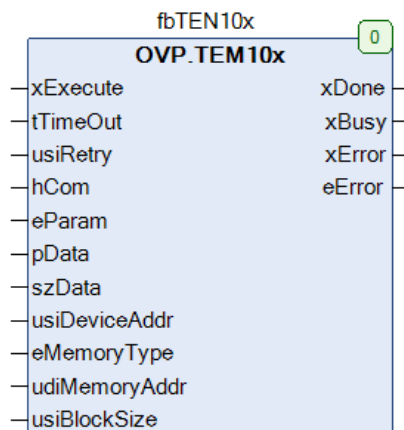 fbTEN10x
0
OVP.TEM10x
xExecute xDone
tTimeOut xBusy
usiRetry xError
hCom eError
eParam
pData
szData
usiDeviceAddr
eMemoryType
udiMemoryAddr
usiBlockSize